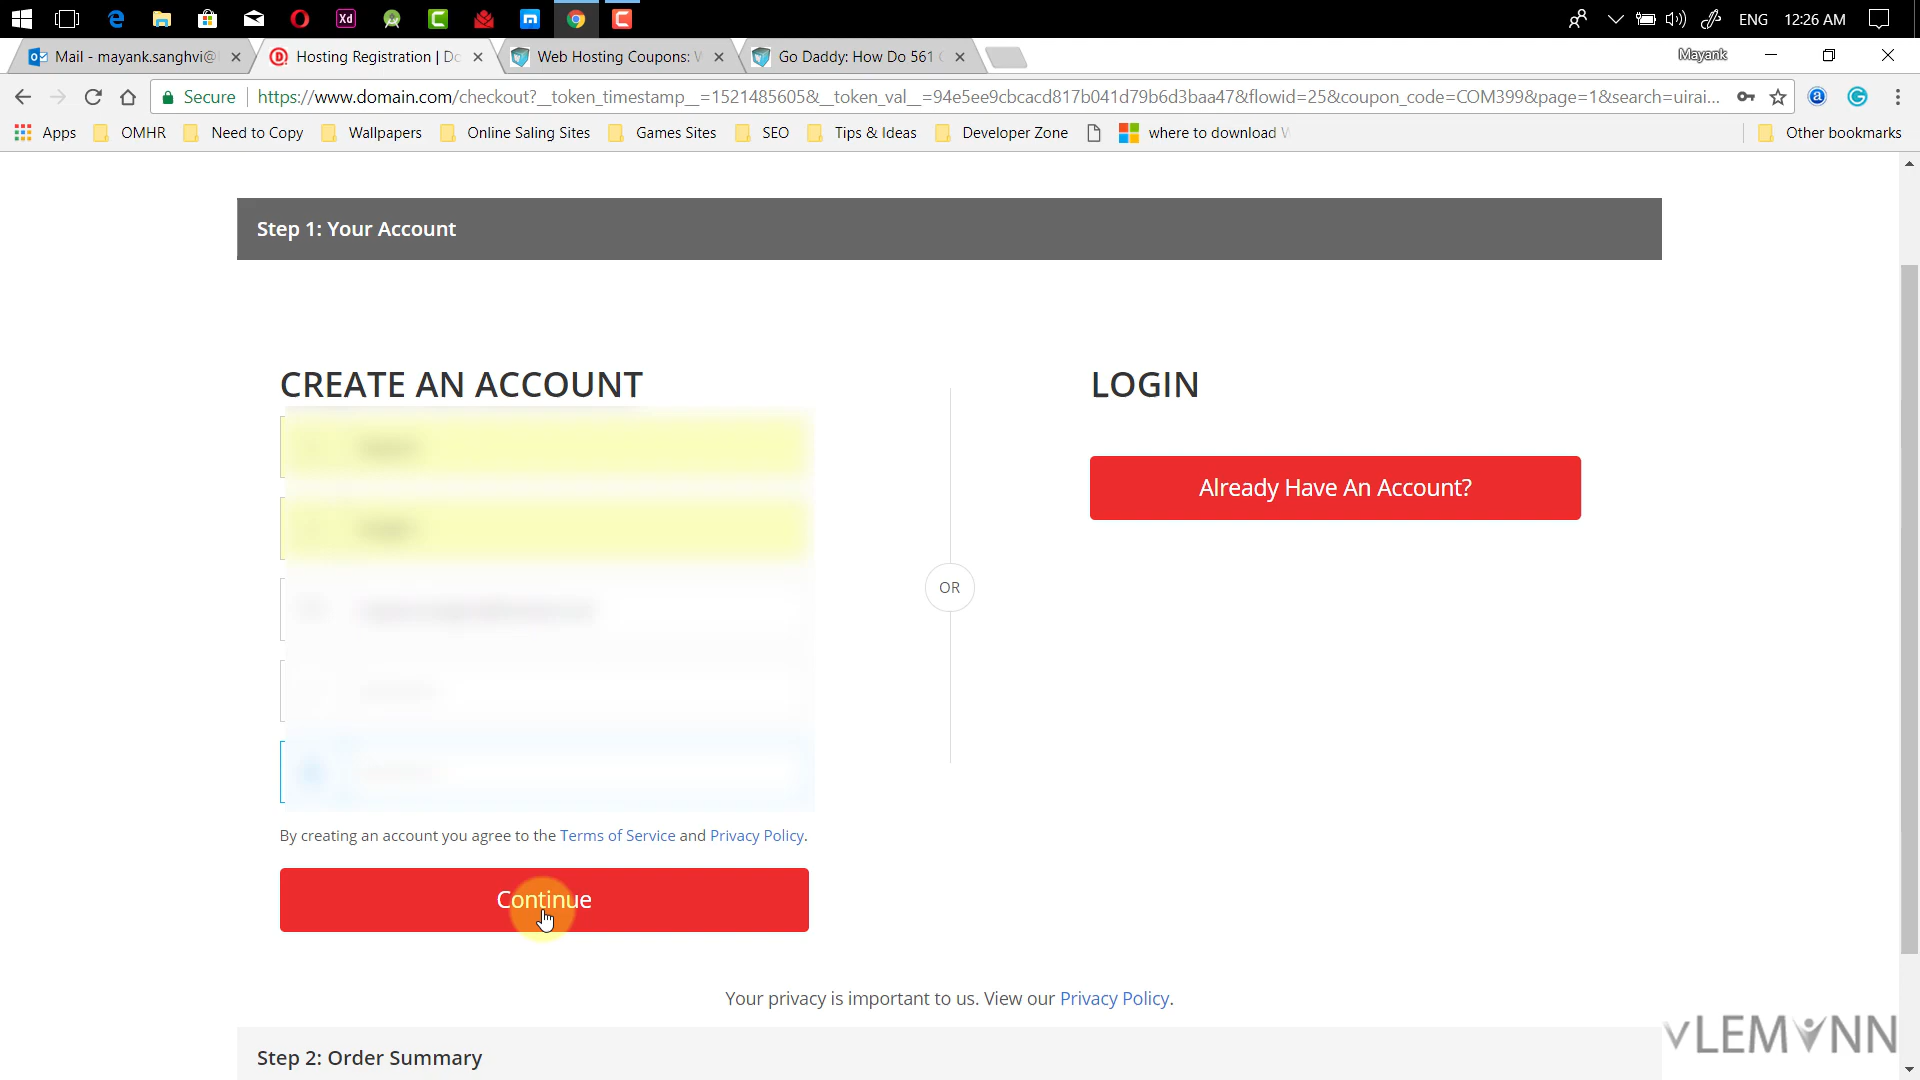 Xd
ENG
12:26 AM
Mail - mayank.sanghvi@
Hosting Registration | Do
Web Hosting Coupons: W
Go Daddy: How Do 561 C
Mayank
Secure
https://www.domain.com/checkout?__token_timestamp__=1521485605&__token_val__=94e5ee9cbcacd817b041d79b6d3baa47&flowid=25&coupon_code=COM399&page=1&search=uirai...
Apps
OMHR
Need to Copy
Wallpapers
Online Saling Sites
Games Sites
SEO
Tips & Ideas
Developer Zone
where to download W
Other bookmarks
Step 1: Your Account
CREATE AN ACCOUNT
LOGIN
Already Have An Account?
OR
By creating an account you agree to the Terms of Service and Privacy Policy.
Continue
Your privacy is important to us. View our Privacy Policy.
Step 2: Order Summary
vLEMYNN